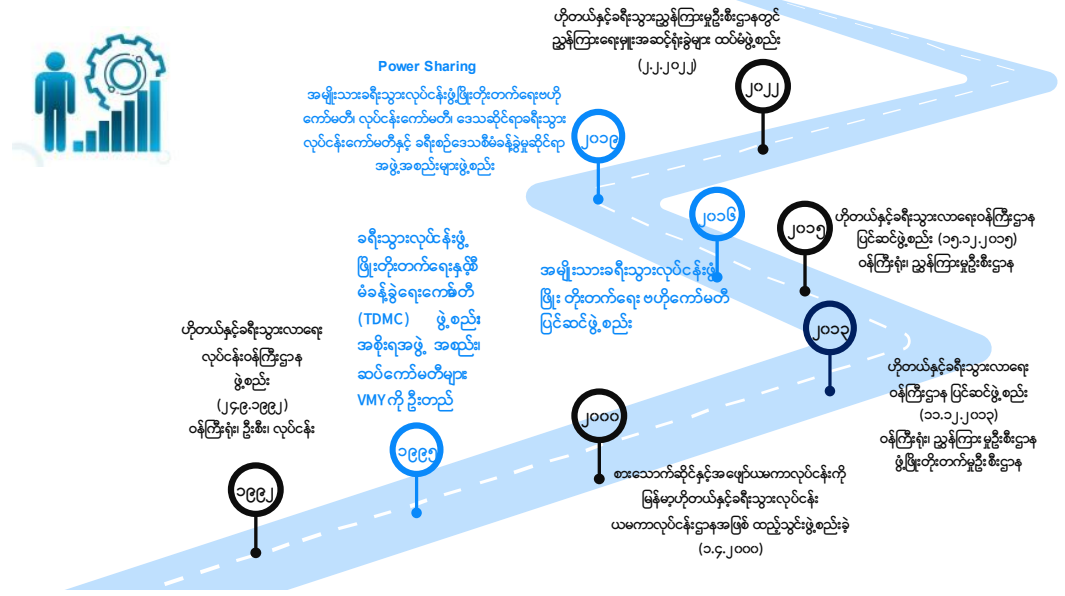 ဟိုတယ်နှင့်ခရီးသွားညွှန်ကြားမှုဦးစီးဌာနတွင်
ညွှန်ကြားရေးမှူးအဆင့်ရုံးခွဲများ ထပ်မံဖွဲ့စည်း
(၂.၂.၂၀၂၂)
၂၀၂၂
Power Sharing
အမျိုးသားခရီးသွားလုပ်ငန်းဖွံ့ဖြိုးတိုးတက်ရေးဗဟို
ကော်မတီ၊ လုပ်ငန်းကော်မတီ၊ ဒေသဆိုင်ရာခရီးသွား
လုပ်ငန်းကော်မတီနှင့် ခရီးစဉ်ဒေသစီမံခန့်ခွဲမှုဆိုင်ရာ
အဖွဲ့အစည်းများဖွဲ့စည်း
၂၀၁၉
၂၀၁၆
အမျိုးသားခရီးသွားလုပ်ငန်းဖွံ့
ဖြိုး တိုးတက်ရေး ဗဟိုကော်မတီ
ပြင်ဆင်ဖွဲ့စည်း
၂၀၁၅
ဟိုတယ်နှင့်ခရီးသွားလာရေးဝန်ကြီးဌာန
ပြင်ဆင်ဖွဲ့စည်း (၁၅.၁၂.၂၀၁၅)
ဝန်ကြီးရုံး၊ ညွှန်ကြားမှုဦးစီးဌာန
၂၀၁၃
ဟိုတယ်နှင့်ခရီးသွားလာရေး
ဝန်ကြီးဌာန ပြင်ဆင်ဖွဲ့စည်း
(၁၁.၁၂.၂၀၁၃)
ဝန်ကြီးရုံး၊ ညွှန်ကြားမှုဦးစီးဌာန
ဖွံ့ဖြိုးတိုးတက်မှုဦးစီးဌာန
ခရီးသွားလုပ်ငန်းဖွံ့
ဖြိုးတိုးတက်ရေးနှင့်စီ
မံခန့်ခွဲရေးကော်မတီ
(TDMC) ဖွဲ့စည်း
အစိုးရအဖွဲ့ အစည်း၊
ဆပ်ကော်မတီများ
VMY ကို ဦးတည်
၁၉၉၅
ဟိုတယ်နှင့်ခရီးသွားလာရေး
လုပ်ငန်းဝန်ကြီးဌာန
ဖွဲ့စည်း
(၂၄၉.၁၉၉၂)
ဝန်ကြီးရုံး၊ ဦးစီး၊ လုပ်ငန်း
၁၉၉၂
၂၀၀၀
စားသောက်ဆိုင်နှင့်အဖျော်ယမကာလုပ်ငန်းကို
မြန်မာ့ဟိုတယ်နှင့်ခရီးသွားလုပ်ငန်း
ယမကာလုပ်ငန်းဌာနအဖြစ် ထည့်သွင်းဖွဲ့စည်းခဲ့
(၁.၄.၂၀၀၀)